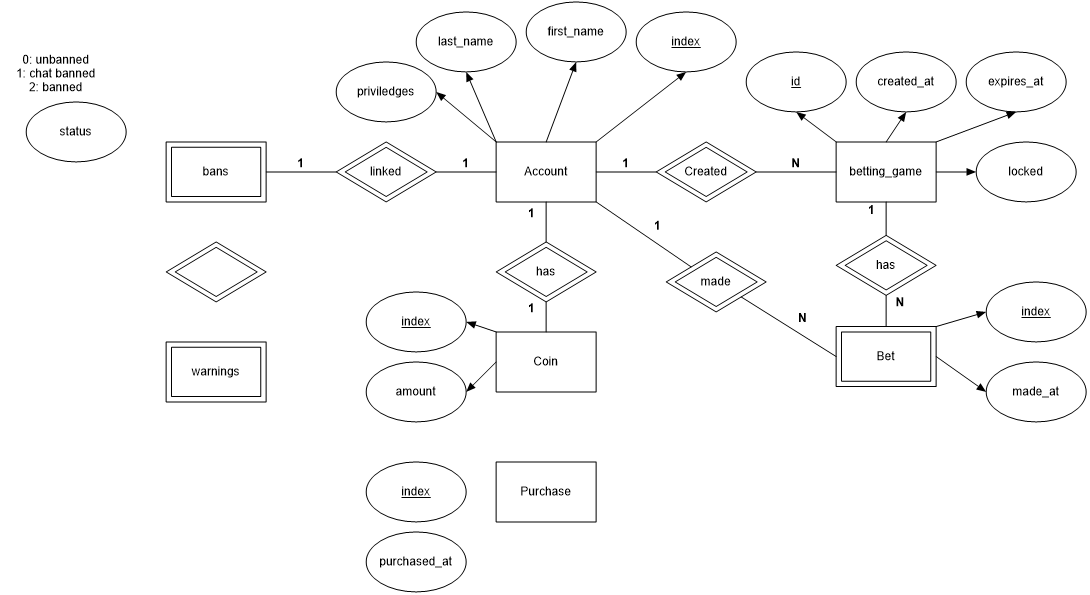 last_name
first_name
index
0: unbanned
1: chat banned
2: banned
priviledges
id
created_at
expires_at
status
bans
1
linked
1
Account
1
Created
N
betting_game
locked
1
1
1
has
made
has
index
1
N
N
index
warnings
Coin
Bet
amount
made_at
index
Purchase
purchased_at